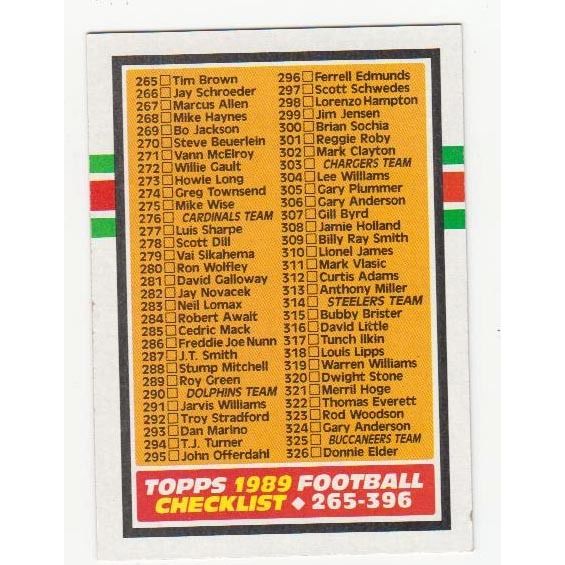 265 Tim Brown
266 Jay Schroeder
267 Marcus Allen
268 Mike Haynes
269 Bo Jackson
270 Steve Beuerlein
271 Vann McElroy
272 Willie Gault
273 Howie Long
274 Greg Townsend
275 Mike Wise
276 CARDINALS TEAM
277 Luis Sharpe
278 Scott Dill
279 Vai Sikahema
280 Ron Wolfley
281 David Galloway
282 Jay Novacek
283 Neil Lomax
284 Robert Awalt
285 Cedric Mack
286 Freddie Joe Nunn
287 J.T. Smith
288 Stump Mitchell
289 Roy Green
290 DOLPHINS TEAM
291 Jarvis Williams
292 Troy Stradford
293 Dan Marino
294 T.J. Turner
295 John Offerdahl
296 Ferrell Edmunds
297 Scott Schwedes
298 Lorenzo Hampton
299 Jim Jensen
300 Brian Sochia
301 Reggie Roby
302 Mark Clayton
303 CHARGERS TEAM
304 Lee Williams
305 Gary Plummer
306 Gary Anderson
307 Gill Byrd
308 Jamie Holland
309 Billy Ray Smith
310 Lionel James
311 Mark Vlasic
312 Curtis Adams
313 Anthony Miller
314 STEELERS TEAM
315 Bubby Brister
316 David Little
317 Tunch Ilkin
318 Louis Lipps
319 Warren Williams
320 Dwight Stone
321 Merril Hoge
322 Thomas Everett
323 Rod Woodson
324 Gary Anderson
325 BUCCANEERS TEAM
326 Donnie Elder
TOPPS 1989 FOOTBALL
CHECKLIST ♦ 265-396